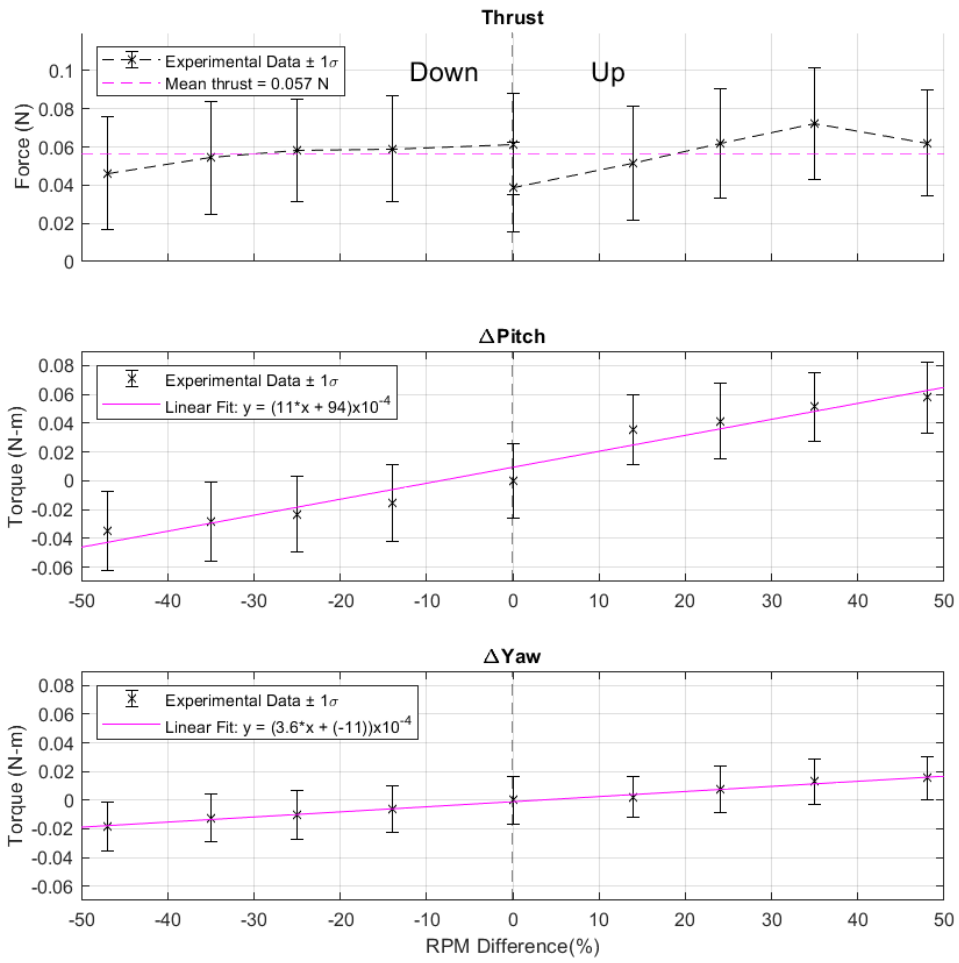 Thrust
Experimental Data ± 1σ
Mean thrust = 0.057 N
Down Up
Force (N)
0.1
0.08
0.06
0.04
0.02
0
ΔPitch
Experimental Data ± 1σ
Linear Fit: y = (11*x + 94)x10⁻⁴
Torque (N-m)
0.08
0.06
0.04
0.02
0
-0.02
-0.04
-0.06
-50 -40 -30 -20 -10 0 10 20 30 40 50
ΔYaw
Experimental Data ± 1σ
Linear Fit: y = (3.6*x + (-11))x10⁻⁴
Torque (N-m)
0.08
0.06
0.04
0.02
0
-0.02
-0.04
-0.06
-50 -40 -30 -20 -10 0 10 20 30 40 50
RPM Difference(%)